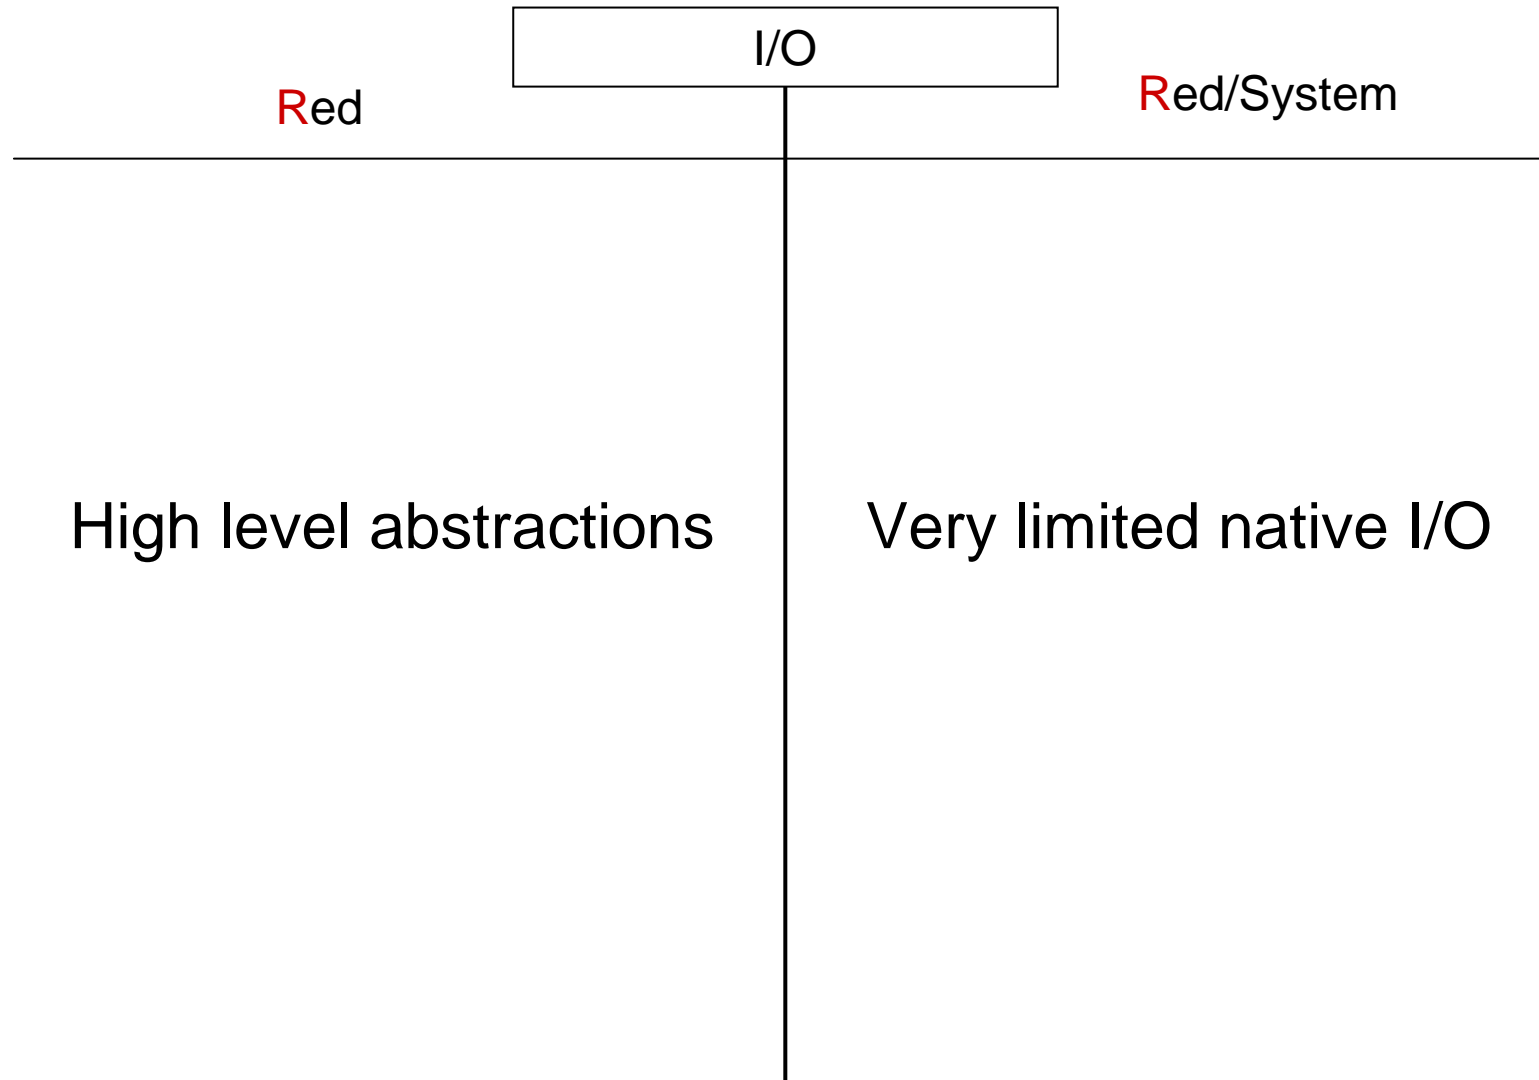 I/O
Red
Red/System
High level abstractions
Very limited native I/O